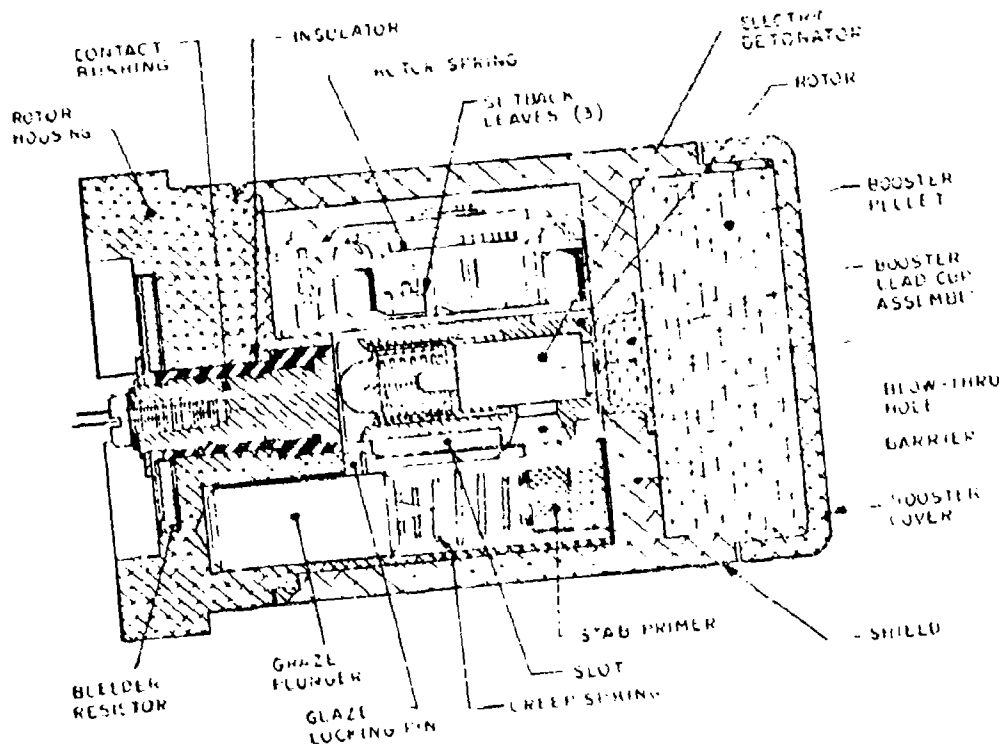 CONTACT
BUSHING
INSULATOR
ROTOR SPRING
SETBACK
LEAVES (3)
ELECTRIC
DETONATOR
ROTOR
ROTOR
HOUSING
BOOSTER
PELLET
BOOSTER
LEAD CUP
ASSEMBLY
BLOW-THRU
HOLE
BARRIER
BOOSTER
COVER
SHIELD
STAB PRIMER
SLOT
CREEP SPRING
GRAZE
LOCKING PIN
GRAZE
PLUNGER
BLEEDER
RESISTOR